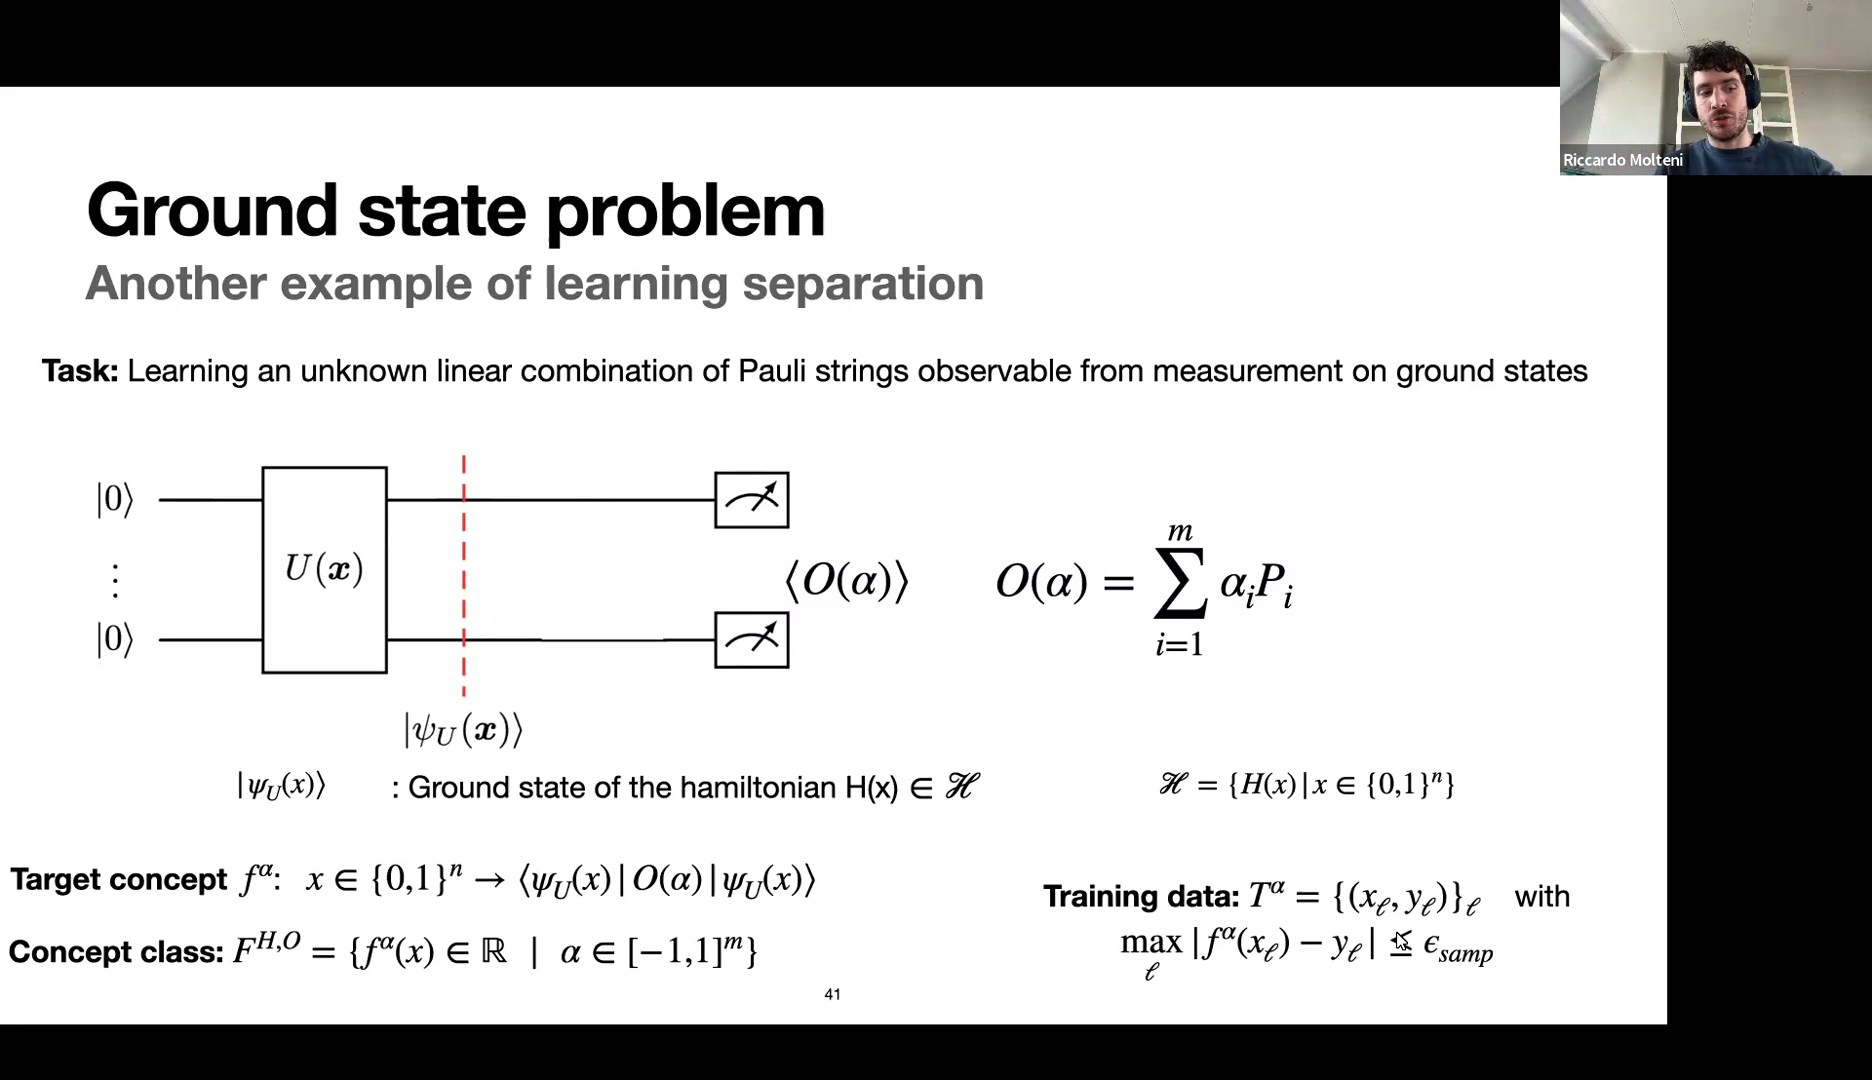 Riccardo Molteni
Ground state problem
Another example of learning separation
Task: Learning an unknown linear combination of Pauli strings observable from measurement on ground states
|0⟩
⋮
|0⟩
U(x)
|ψ_U(x)⟩
⟨O(α)⟩
O(α) = ∑_{i=1}^{m} α_i P_i
|ψ_U(x)⟩ : Ground state of the hamiltonian H(x) ∈ ℋ
ℋ = {H(x) | x ∈ {0,1}^n}
Target concept f^α: x ∈ {0,1}^n → ⟨ψ_U(x) | O(α) | ψ_U(x)⟩
Concept class: F^{H,O} = {f^α(x) ∈ ℝ | α ∈ [−1,1]^m}
Training data: T^α = {(x_ℓ, y_ℓ)}_ℓ with
max_ℓ |f^α(x_ℓ) − y_ℓ| ≤ ϵ_samp
41